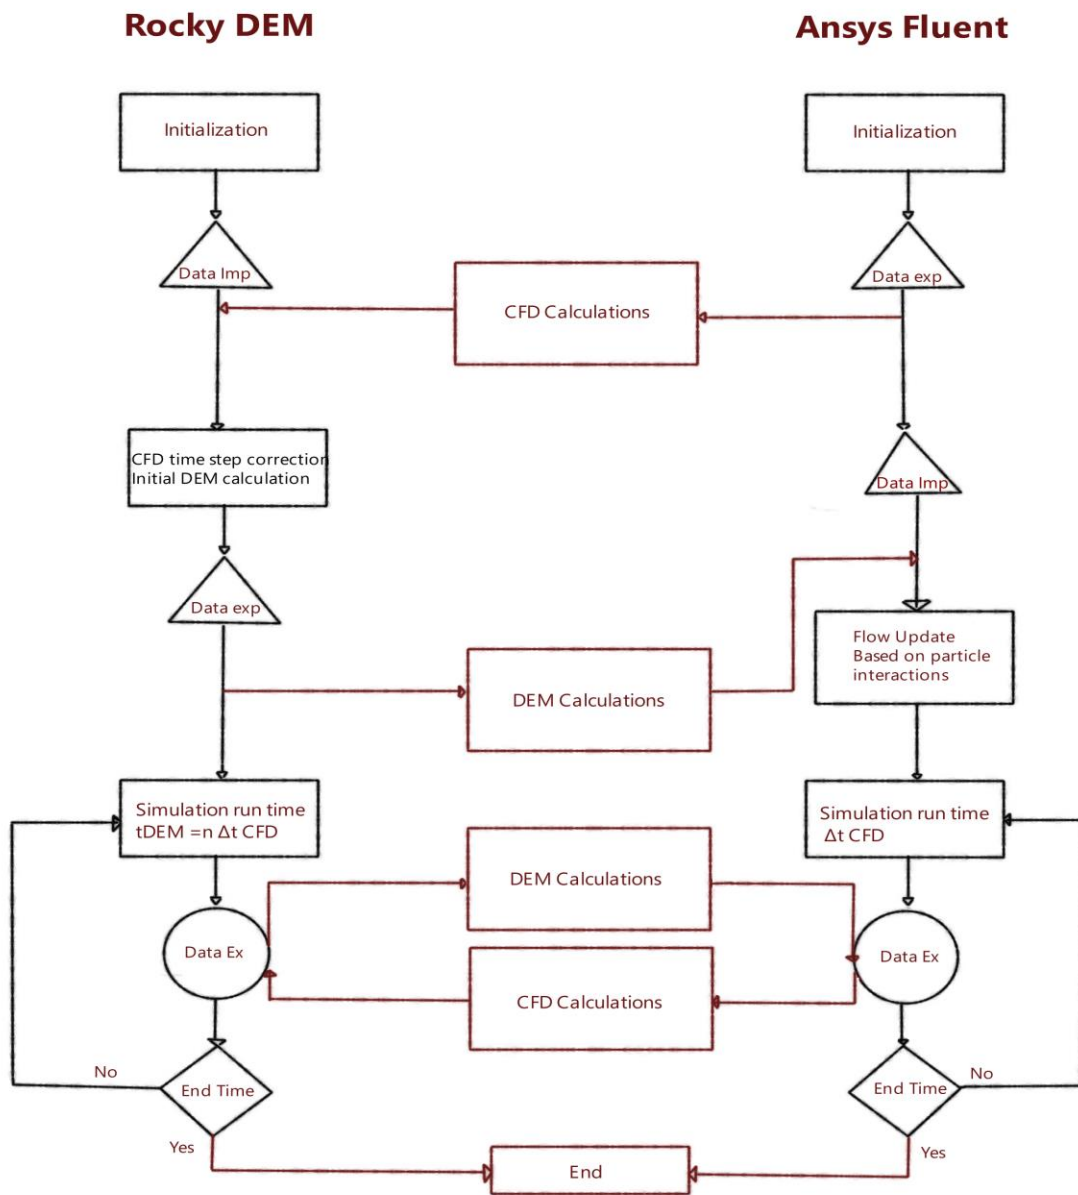 Rocky DEM
Ansys Fluent
Initialization
Initialization
Data Imp
Data exp
CFD Calculations
CFD time step correction
Initial DEM calculation
Data Imp
Data exp
Flow Update
Based on particle
interactions
DEM Calculations
Simulation run time
tDEM =n Δt CFD
Simulation run time
Δt CFD
DEM Calculations
Data Ex
Data Ex
CFD Calculations
No
End Time
End Time
No
Yes
End
Yes